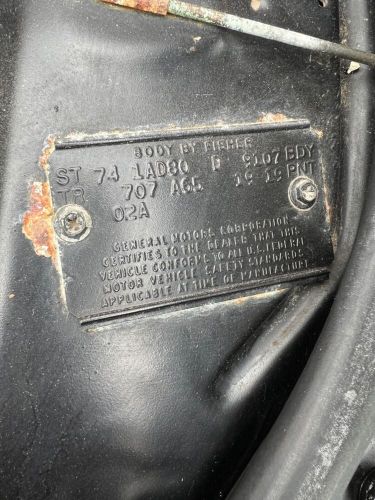 BODY BY FISHER
ST 74 1AD80 F 9107 BDY
TR 707 A65 19-19 PNT
02A
GENERAL MOTORS CORPORATION
CERTIFIES TO THE DEALER THAT THIS
VEHICLE CONFORMS TO ALL U.S. FEDERAL
MOTOR VEHICLE SAFETY STANDARDS
APPLICABLE AT TIME OF MANUFACTURE